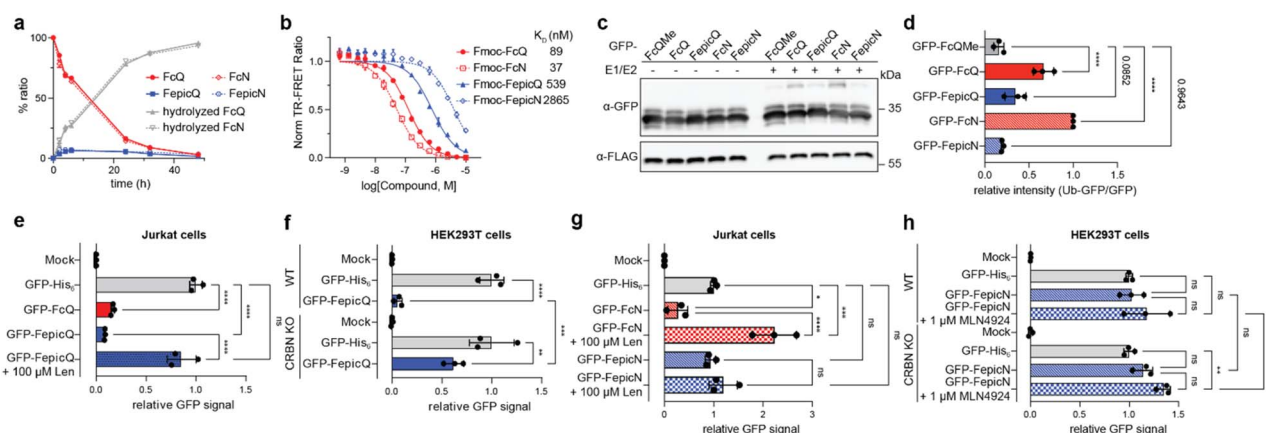 a
% ratio
100
50
0
FcQ
FcN
FepicQ
FepicN
hydrolyzed FcQ
hydrolyzed FcN
0
20
40
time (h)
b
Norm TR-FRET Ratio
1.0
0.5
0.0
K_D (nM)
Fmoc-FcQ 89
Fmoc-FcN 37
Fmoc-FepicQ 539
Fmoc-FepicN 2865
-9 -8 -7 -6 -5
log[Compound, M]
c
GFP- FcQMe FcQ FepicQ FcN FepicN FcQMe FcQ FepicQ FcN FepicN
E1/E2 - - - - - + + + + + kDa
α-GFP
35
α-FLAG
55
d
GFP-FcQMe
GFP-FcQ
GFP-FepicQ
GFP-FcN
GFP-FepicN
****
0.0852
****
0.9643
0.0 0.5 1.0 1.5
relative intensity (Ub-GFP/GFP)
e
Jurkat cells
Mock
GFP-His₆
GFP-FcQ
GFP-FepicQ
GFP-FepicQ
+ 100 µM Len
****
****
****
ns
0.0 0.5 1.0 1.5
relative GFP signal
f
HEK293T cells
WT
Mock
GFP-His₆
GFP-FepicQ
CRBN KO
Mock
GFP-His₆
GFP-FepicQ
****
**
***
0.0 0.5 1.0 1.5
relative GFP signal
g
Jurkat cells
Mock
GFP-His₆
GFP-FcN
GFP-FcN
+ 100 µM Len
GFP-FepicN
GFP-FepicN
+ 100 µM Len
*
****
***
ns
ns
ns
0 1 2 3
relative GFP signal
h
HEK293T cells
WT
Mock
GFP-His₆
GFP-FepicN
GFP-FepicN
+ 1 µM MLN4924
CRBN KO
Mock
GFP-His₆
GFP-FepicN
GFP-FepicN
+ 1 µM MLN4924
ns
ns
ns
ns
ns
**
ns
0.0 0.5 1.0 1.5
relative GFP signal